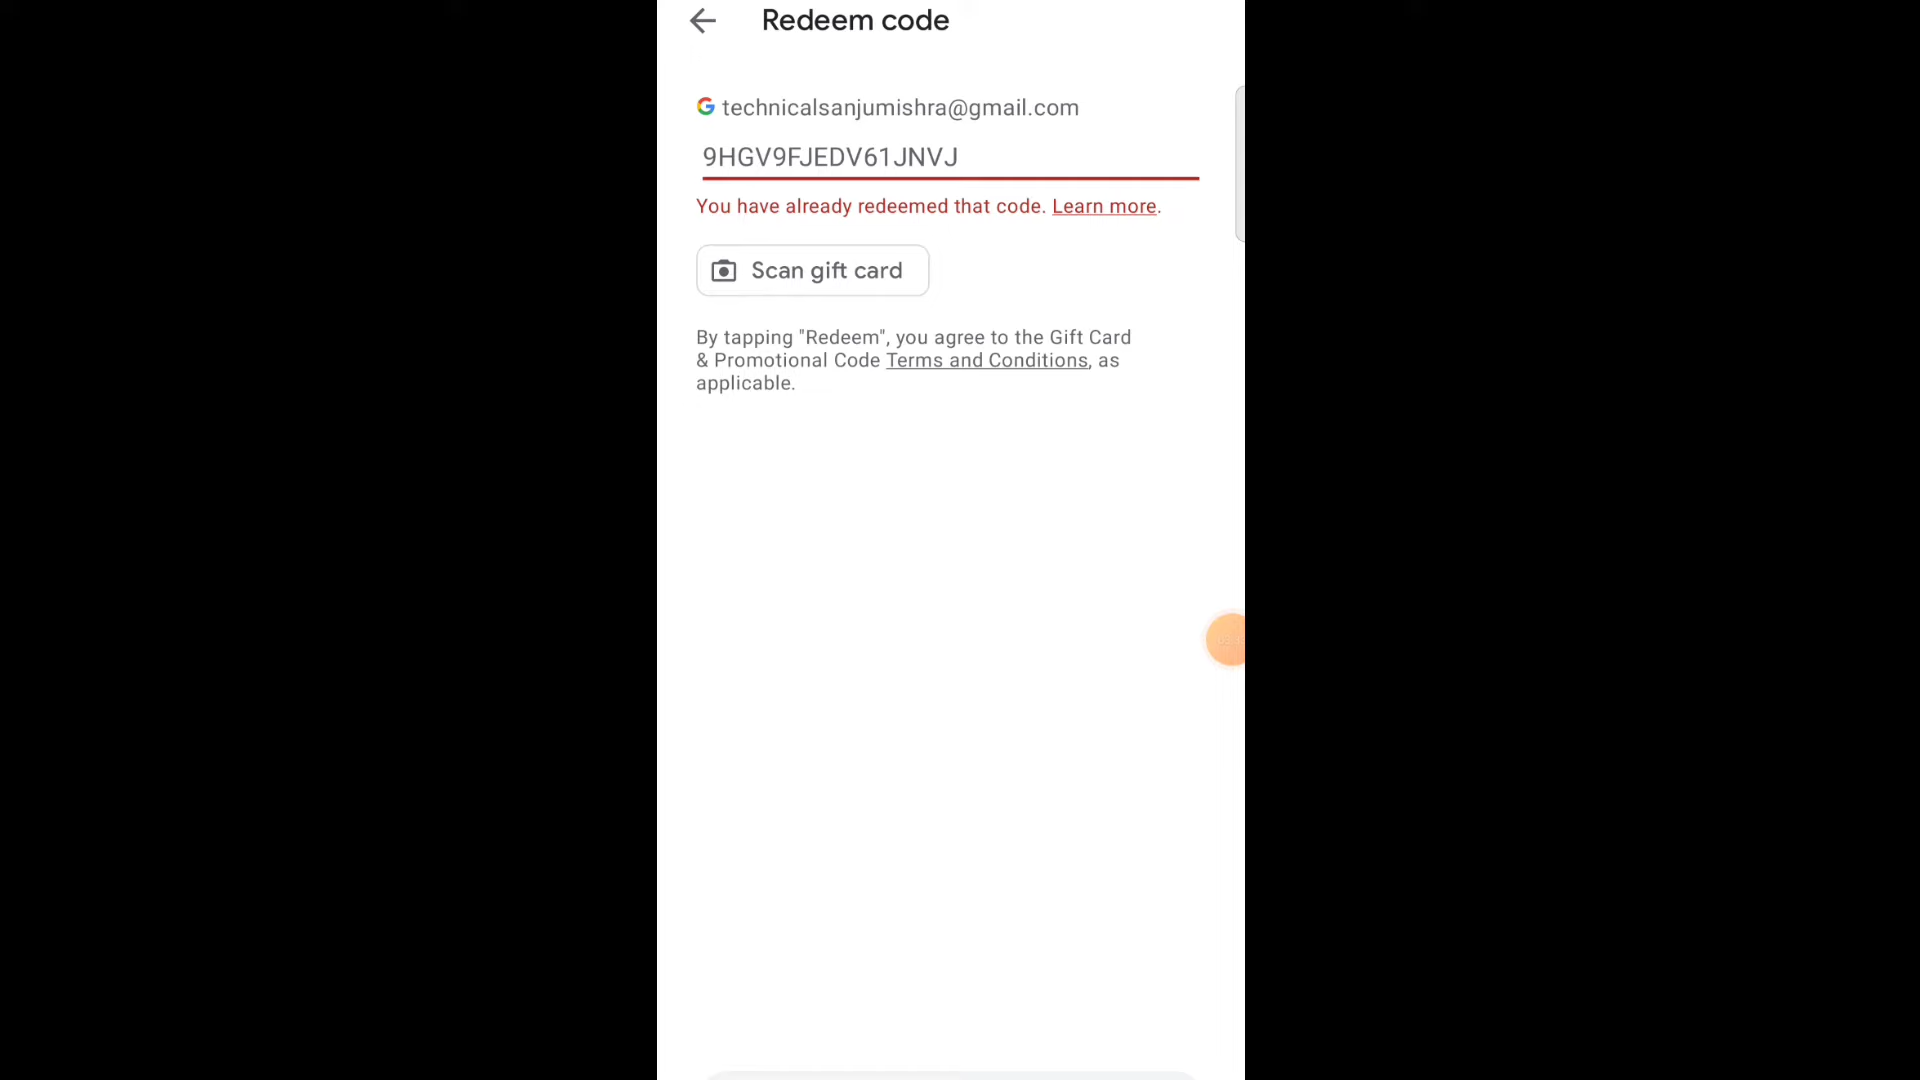 Redeem code
technicalsanjumishra@gmail.com
9HGV9FJEDV61JNVJ
You have already redeemed that code. Learn more.
Scan gift card
By tapping "Redeem", you agree to the Gift Card
& Promotional Code Terms and Conditions, as
applicable.